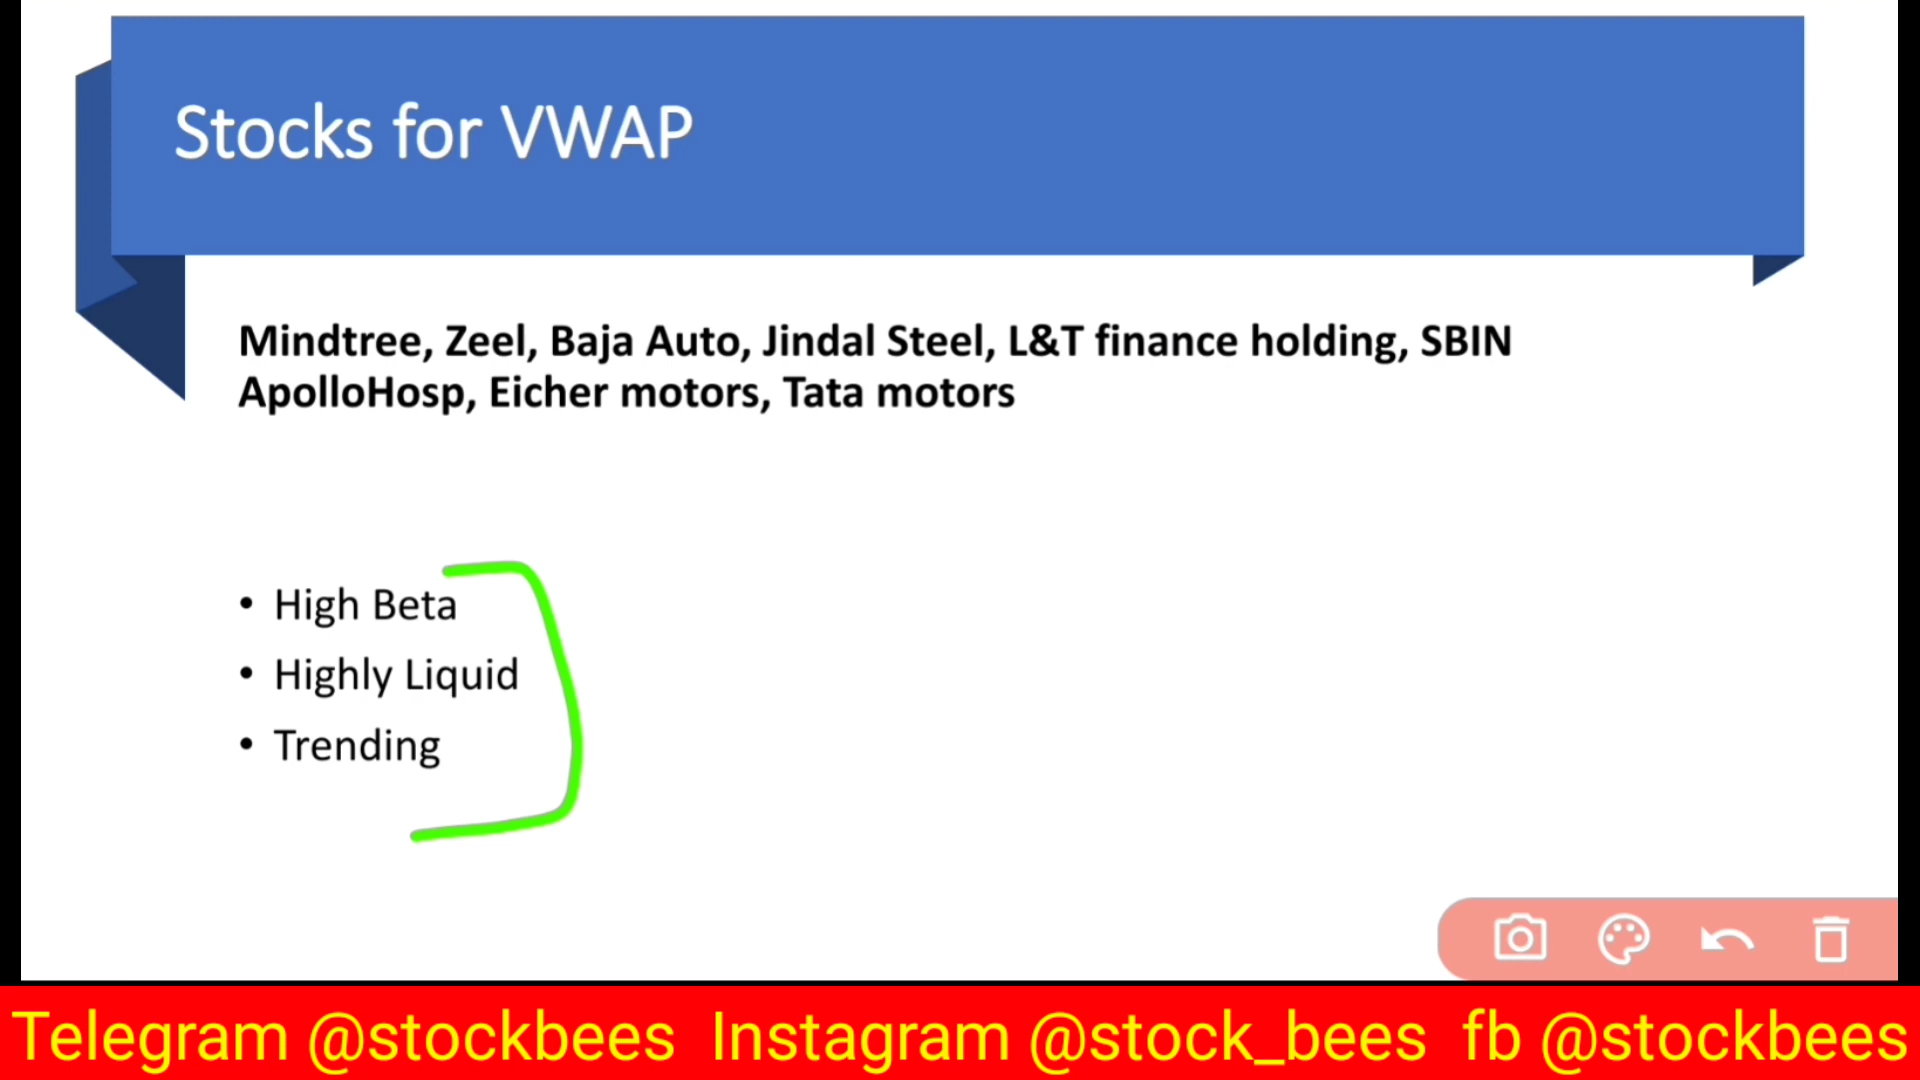 Stocks for VWAP
Mindtree, Zeel, Baja Auto, Jindal Steel, L&T finance holding, SBIN
ApolloHosp, Eicher motors, Tata motors
• High Beta
• Highly Liquid
• Trending
Telegram @stockbees Instagram @stock_bees fb @stockbees